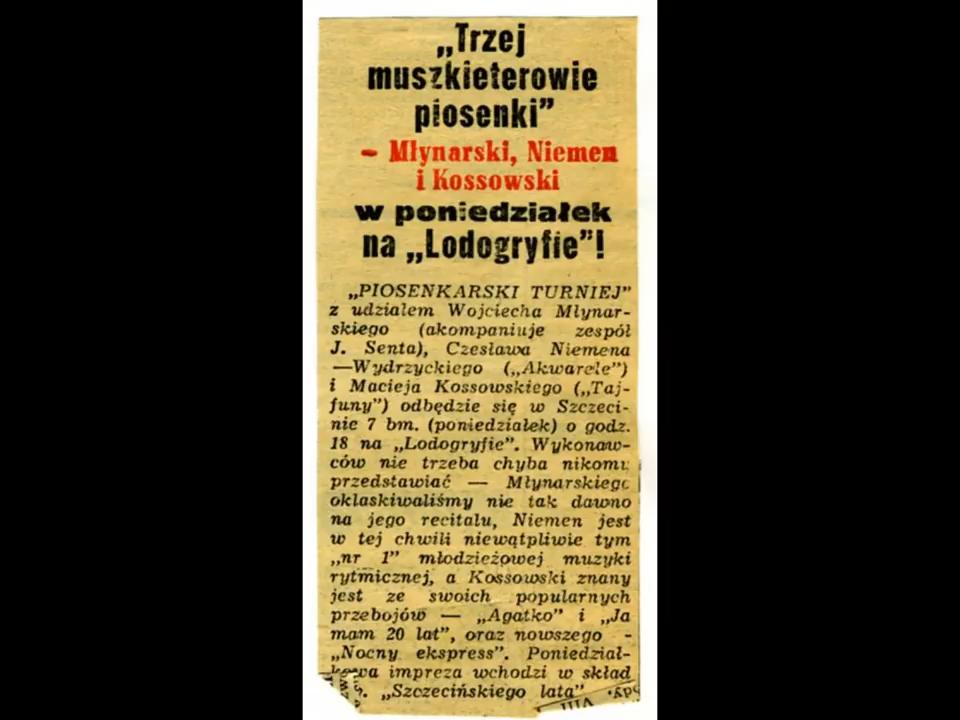 „Trzej
muszkieterowie
piosenki”
– Młynarski, Niemen
i Kossowski
w poniedziałek
na „Lodogryfie”!
„PIOSENKARSKI TURNIEJ”
z udziałem Wojciecha Młynar-
skiego (akompaniuje zespół
J. Senta), Czesława Niemena
—Wydrzyckiego („Akwarele”)
i Macieja Kossowskiego („Taj-
funy”) odbędzie się w Szczeci-
nie 7 bm. (poniedziałek) o godz.
18 na „Lodogryfie”. Wykonaw-
ców nie trzeba chyba nikomu
przedstawiać — Młynarskiego
oklaskiwaliśmy nie tak dawno
na jego recitalu, Niemen jest
w tej chwili niewątpliwie tym
„nr 1” młodzieżowej muzyki
rytmicznej, a Kossowski znany
jest ze swoich popularnych
przebojów — „Agatko” i „Ja
mam 20 lat”, oraz nowszego -
„Nocny ekspress”. Poniedział-
kowa impreza wchodzi w skład
„Szczecińskiego lata”
VIII